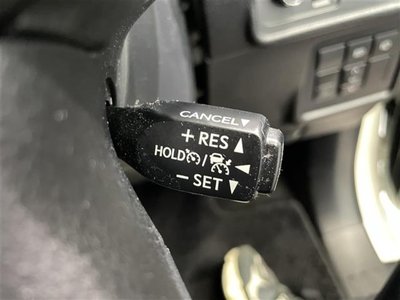 CANCEL▼
+RES▲
HOLD/◀
−SET▼